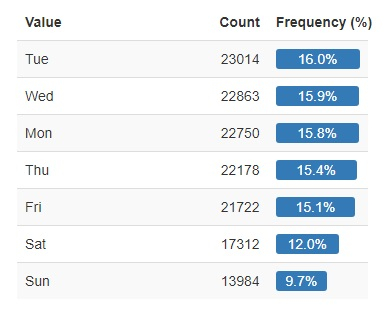 Value Count Frequency (%)
Tue 23014 16.0%
Wed 22863 15.9%
Mon 22750 15.8%
Thu 22178 15.4%
Fri 21722 15.1%
Sat 17312 12.0%
Sun 13984 9.7%